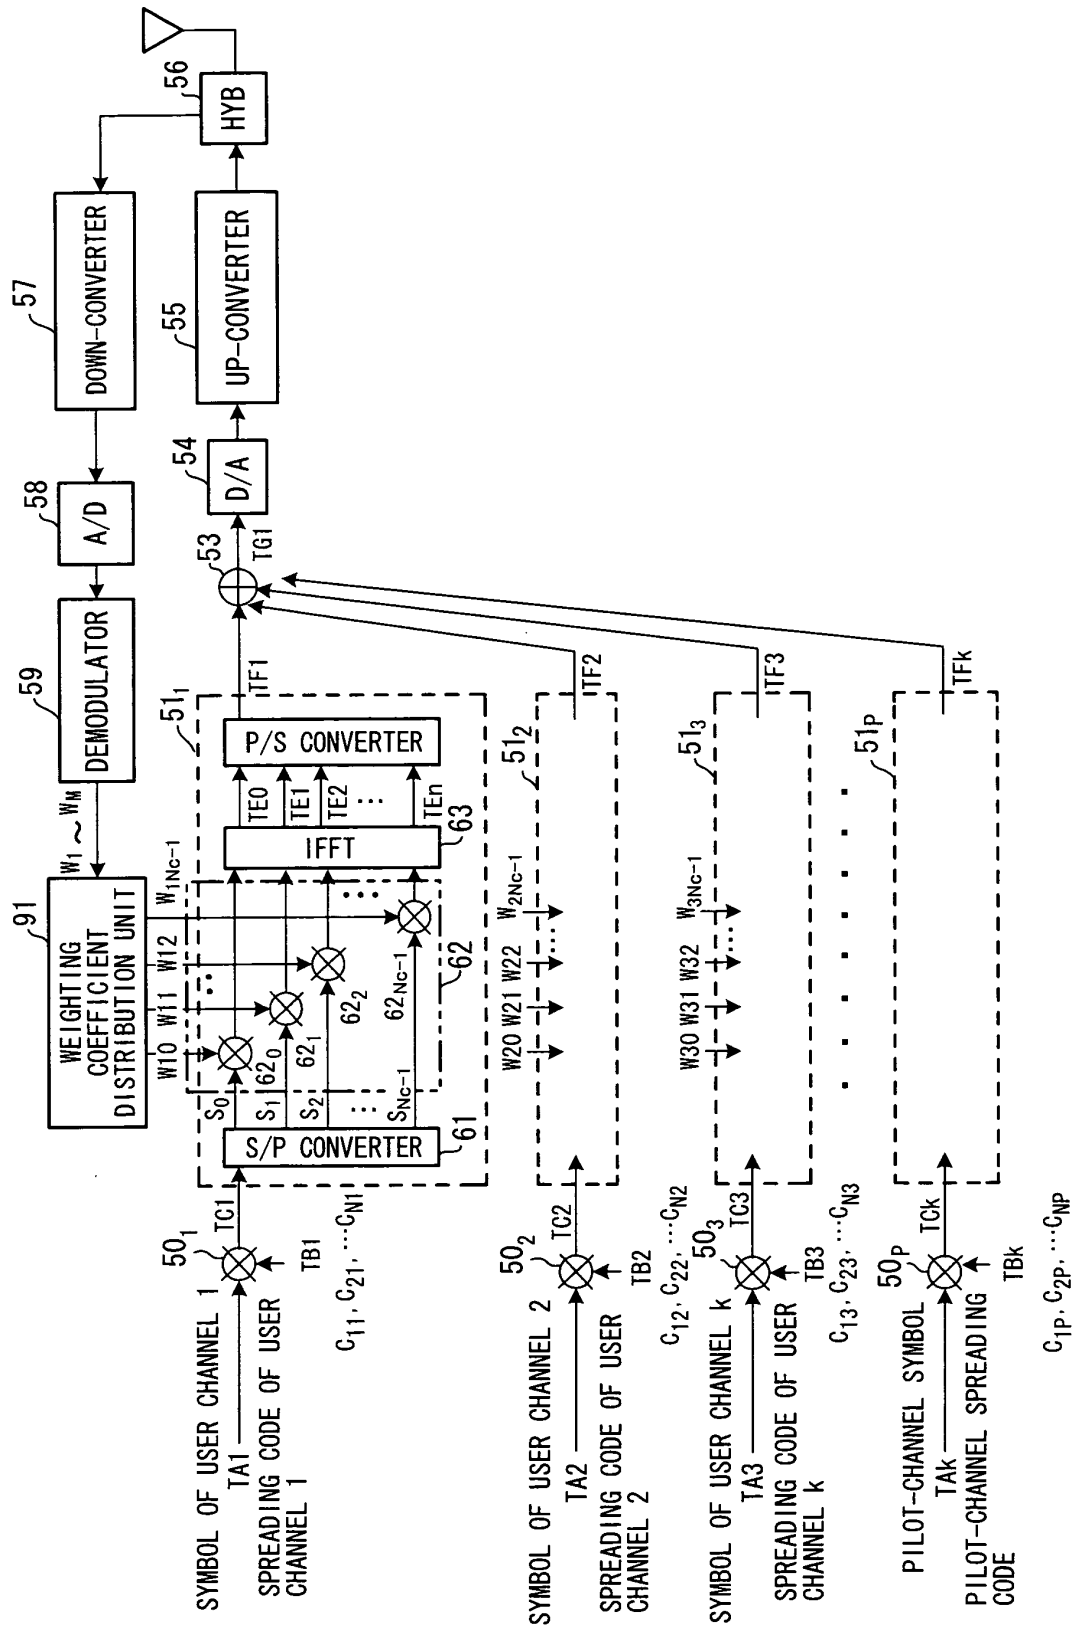 57
DOWN-CONVERTER
56
HYB
58
A/D
55
UP-CONVERTER
59
DEMODULATOR
54
D/A
W1 ~ WM
53
TG1
91
WEIGHTING
COEFFICIENT
DISTRIBUTION UNIT
W10
W11
W12
W1Nc-1
...
TF1
511
P/S CONVERTER
TE0
TE1
TE2
...
TEn
IFFT
63
62
620
621
622
62Nc-1
...
S0
S1
S2
...
SNc-1
S/P CONVERTER
61
SYMBOL OF USER CHANNEL 1
TA1
501
TC1
TB1
SPREADING CODE OF USER
CHANNEL 1
C11, C21, ...CN1
TF2
512
W20
W21
W22
...
W2Nc-1
SYMBOL OF USER CHANNEL 2
TA2
502
TC2
TB2
SPREADING CODE OF USER
CHANNEL 2
C12, C22, ...CN2
TF3
513
W30
W31
W32
...
W3Nc-1
SYMBOL OF USER CHANNEL k
TA3
503
TC3
TB3
SPREADING CODE OF USER
CHANNEL k
C13, C23, ...CN3
TFk
51P
PILOT-CHANNEL SYMBOL
TAk
50P
TCk
TBk
PILOT-CHANNEL SPREADING
CODE
C1P, C2P, ...CNP